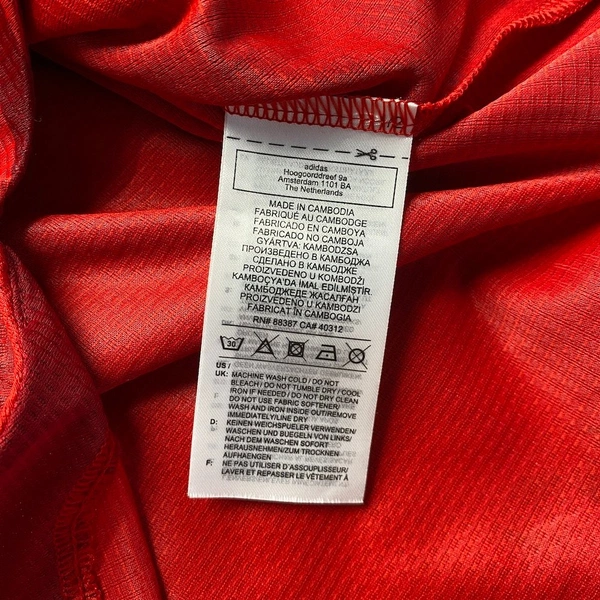 adidas
Hoogoorddreef 9a
Amsterdam 1101 BA
The Netherlands
MADE IN CAMBODIA
FABRIQUÉ AU CAMBODGE
FABRICADO EN CAMBOYA
FABRICADO NO CAMBOJA
GYÁRTVA: KAMBODZSA
ПРОИЗВЕДЕНО В КАМБОДЖА
СДЕЛАНО В КАМБОДЖЕ
PROIZVEDENO U KOMBODŽI
KAMBOÇYA'DA IMAL EDİLMİŞTİR
КАМБОДЖЕДЕ ЖАСАЛҒАН
PROIZVEDENO U KAMBODZI
FABRICAT ÎN CAMBOGIA
RN# 88387 CA# 40312
30
US /
UK: MACHINE WASH COLD / DO NOT
BLEACH / DO NOT TUMBLE DRY / COOL
IRON IF NEEDED / DO NOT DRY CLEAN
DO NOT USE FABRIC SOFTENER/
WASH AND IRON INSIDE OUT/REMOVE
IMMEDIATELY/LINE DRY
D: KEINEN WEICHSPUELER VERWENDEN/
WASCHEN UND BUEGELN VON LINKS/
NACH DEM WASCHEN SOFORT
HERAUSNEHMEN/ZUM TROCKNEN
AUFHAENGEN
F: NE PAS UTILISER D'ASSOUPLISSEUR/
LAVER ET REPASSER LE VÊTEMENT À